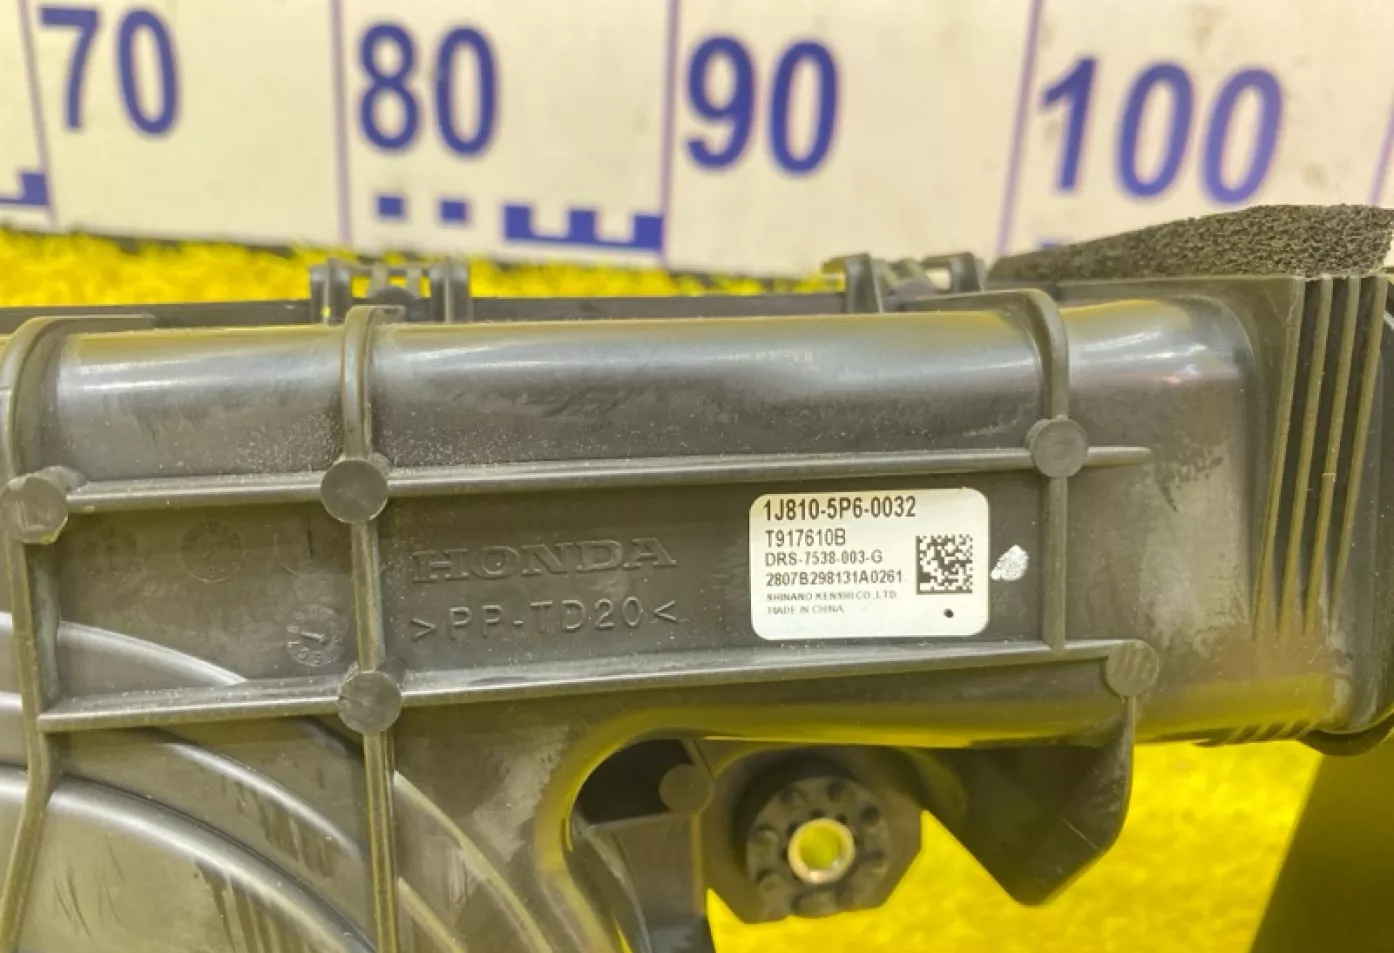 70 80 90 100
1J810-5P6-0032
T917610B
DRS-7538-003-G
2807B298131A0261
SHINANO KENSHI CO.,LTD.
MADE IN CHINA
HONDA
>PP-TD20<